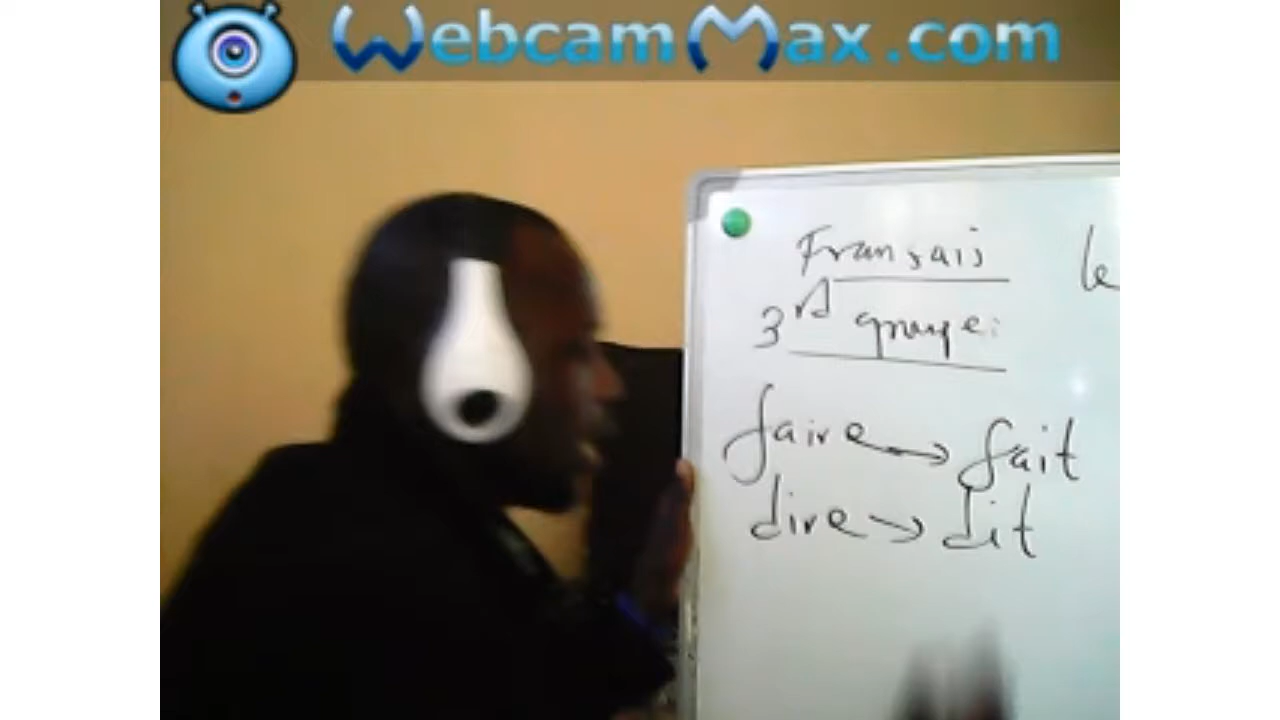 WebcamMax.com
Français le
3rd groupe:
faire → fait
dire → dit